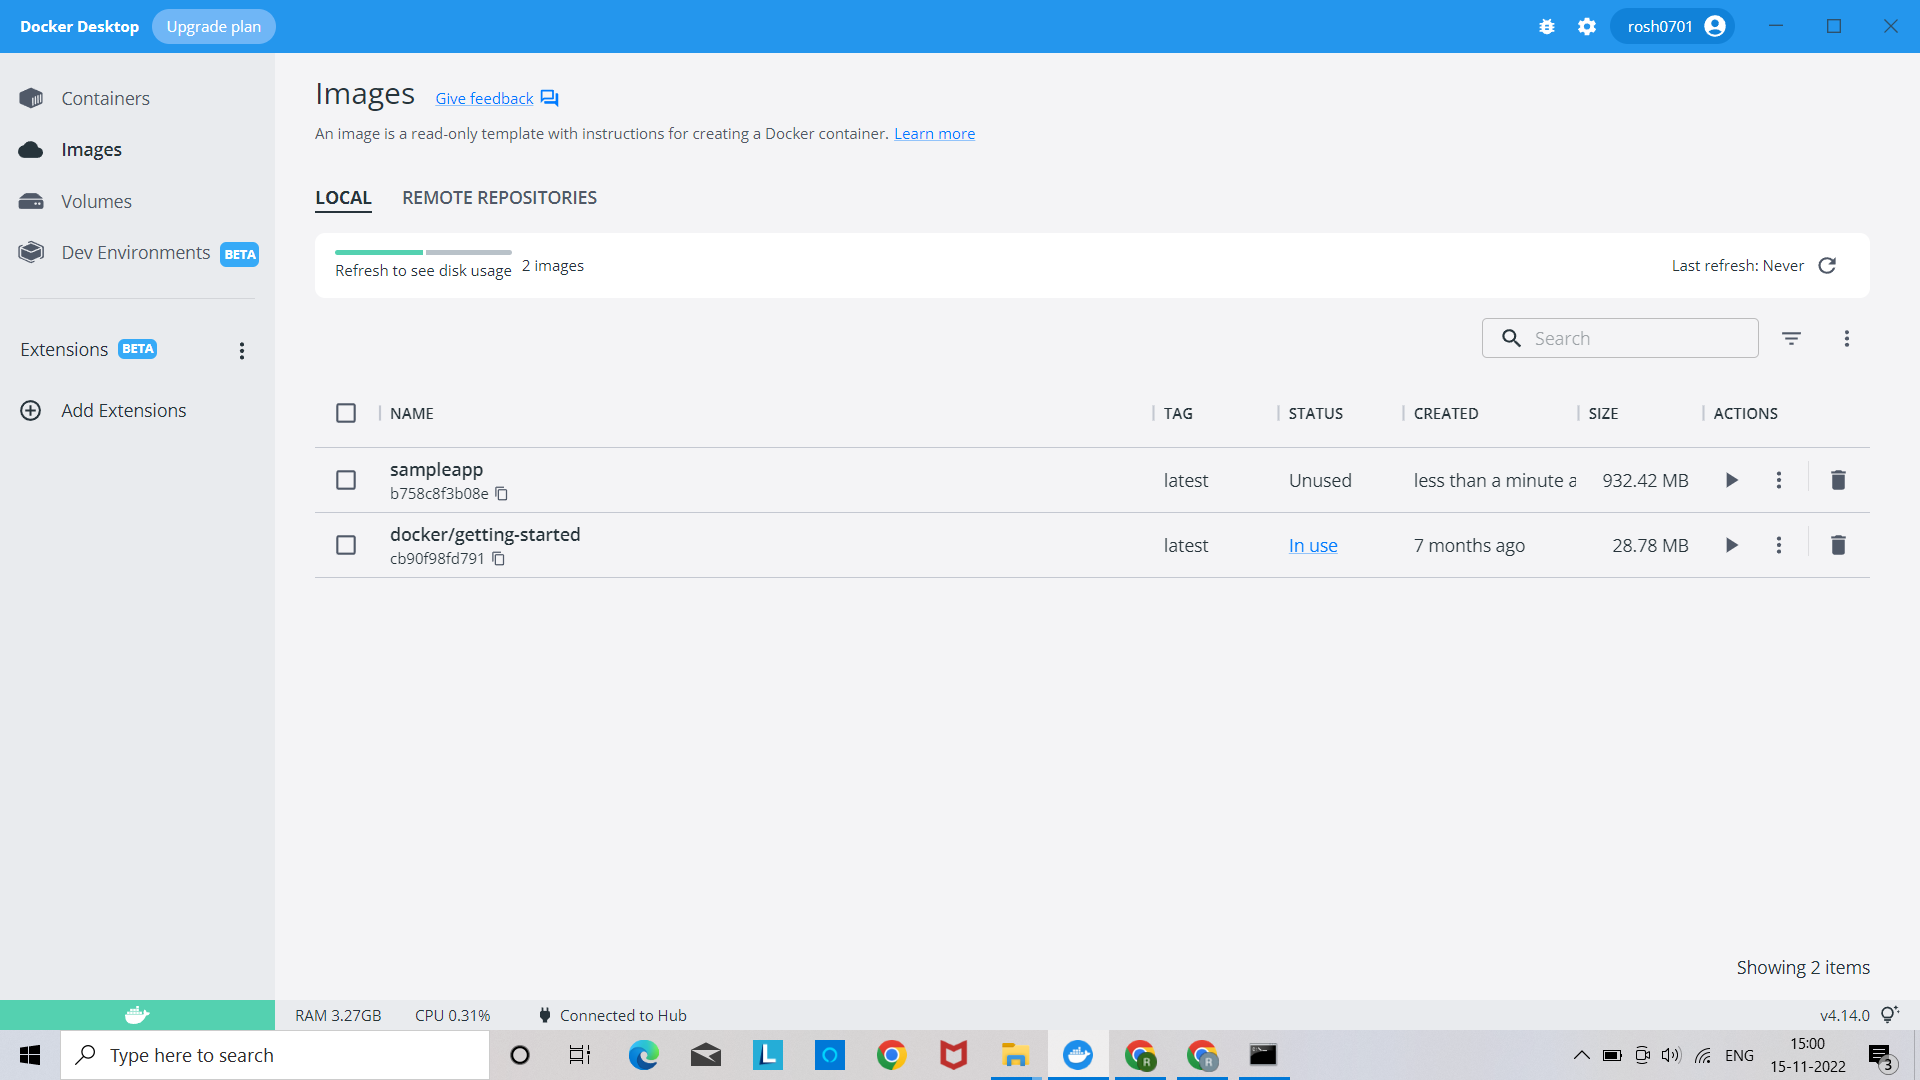 Docker Desktop Upgrade plan rosh0701
Containers
Images
Volumes
Dev Environments BETA
Extensions BETA
Add Extensions
Images Give feedback
An image is a read-only template with instructions for creating a Docker container. Learn more
LOCAL REMOTE REPOSITORIES
Refresh to see disk usage 2 images Last refresh: Never
Search
NAME TAG STATUS CREATED SIZE ACTIONS
sampleapp
b758c8f3b08e latest Unused less than a minute a 932.42 MB
docker/getting-started
cb90f98fd791 latest In use 7 months ago 28.78 MB
Showing 2 items
RAM 3.27GB CPU 0.31% Connected to Hub v4.14.0
Type here to search L R R ENG 15:00
15-11-2022 3